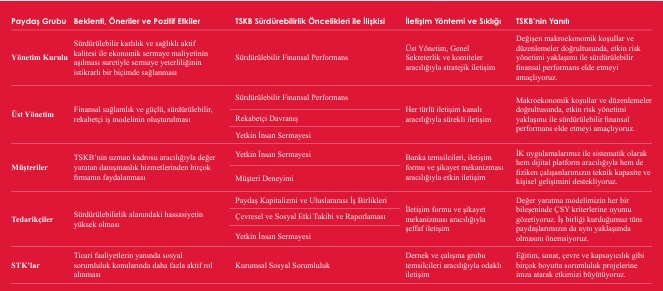 Paydaş Grubu
Beklenti, Öneriler ve Pozitif Etkiler
TSKB Sürdürebilirlik Öncelikleri ile İlişkisi
İletişim Yöntemi ve Sıklığı
TSKB'nin Yanıtı
Yönetim Kurulu
Sürdürülebilir karlılık ve sağlıklı aktif
kalitesi ile ekonomik sermaye maliyetinin
aşılması suretiyle sermaye yeterliliğinin
istikrarlı bir biçimde sağlanması
Sürdürülebilir Finansal Performans
Üst Yönetim, Genel
Sekreterlik ve komiteler
aracılığıyla stratejik iletişim
Değişen makroekonomik koşullar ve
düzenlemeler doğrultusunda, etkin risk
yönetimi yaklaşımı ile sürdürülebilir
finansal performans elde etmeyi
amaçlıyoruz.
Üst Yönetim
Finansal sağlamlık ve güçlü, sürdürülebilir,
rekabetçi iş modelinin oluşturulması
Sürdürülebilir Finansal Performans
Rekabetçi Davranış
Yetkin İnsan Sermayesi
Her türlü iletişim kanalı
aracılığıyla sürekli iletişim
Makroekonomik koşullar ve düzenlemeler
doğrultusunda, etkin risk yönetimi
yaklaşımı ile sürdürülebilir finansal
performans elde etmeyi amaçlıyoruz.
Müşteriler
TSKB'nin uzman kadrosu aracılığıyla değer
yaratan danışmanlık hizmetlerinden birçok
firmanın faydalanması
Yetkin İnsan Sermayesi
Müşteri Deneyimi
Banka temsilcileri, iletişim
formu ve şikayet mekanizması
aracılığıyla etkin iletişim
İK uygulamalarımız ile sistematik olarak
hem dijital platform aracılığıyla hem de
fiziken çalışanlarımızın teknik kapasite ve
kişisel gelişimini destekliyoruz.
Tedarikçiler
Sürdürülebilirlik alanındaki hassasiyetin
yüksek olması
Paydaş Kapitalizmi ve Uluslararası İş Birlikleri
Çevresel ve Sosyal Etki Takibi ve Raporlaması
Yetkin İnsan Sermayesi
İletişim formu ve şikayet
mekanizması aracılığıyla
şeffaf iletişim
Değer yaratma modelimizin her bir
bileşeninde ÇSY kriterlerine uyumu
gözetiyoruz. İş birliği kurduğumuz tüm
paydaşlarımızın da aynı yaklaşımda
olmasını önemsiyoruz.
STK'lar
Ticari faaliyetlerin yanında sosyal
sorumluluk konularında daha fazla aktif rol
alınması
Kurumsal Sosyal Sorumluluk
Dernek ve çalışma grubu
temsilcileri aracılığıyla odaklı
iletişim
Eğitim, sanat, çevre ve kapsayıcılık gibi
birçok boyutta sorumluluk projelerine
imza atarak etkimizi büyütüyoruz.